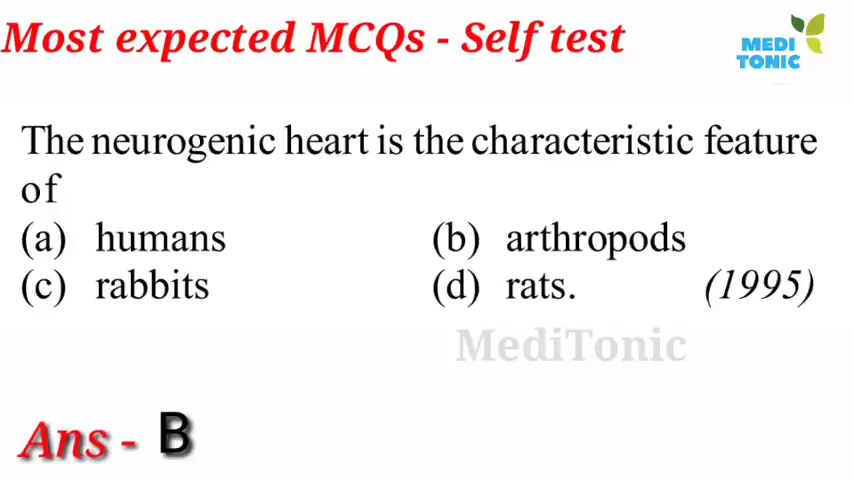 Most expected MCQs - Self test
MEDI
TONIC
The neurogenic heart is the characteristic feature
of
(a) humans (b) arthropods
(c) rabbits (d) rats. (1995)
MediTonic
Ans - B